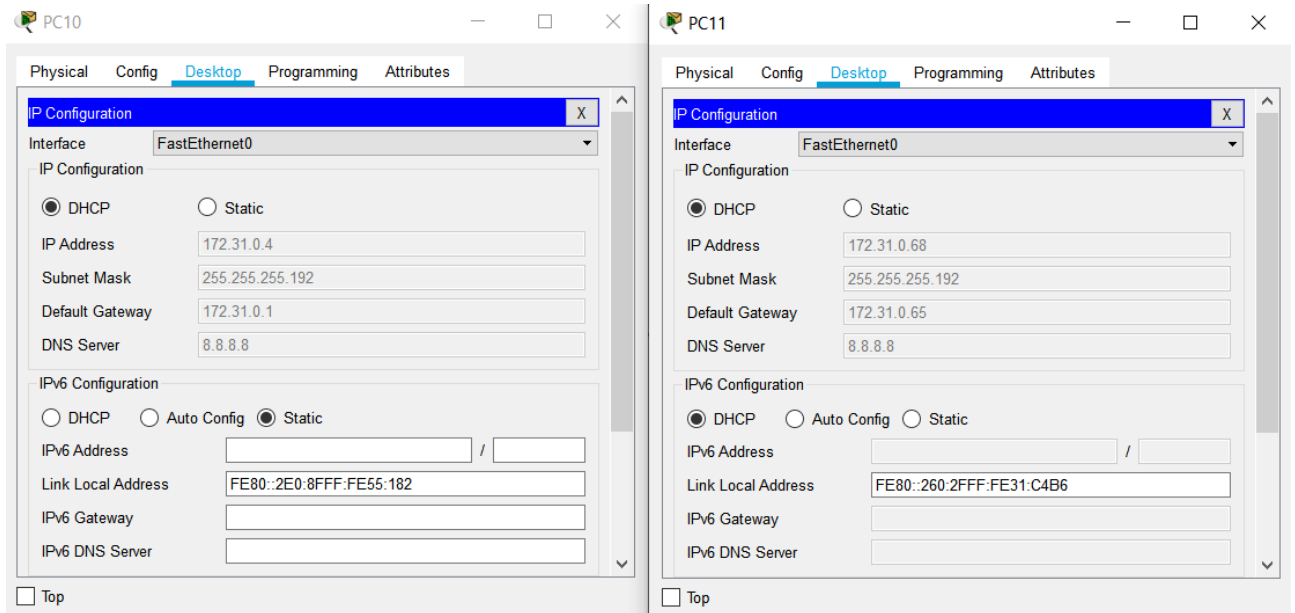 PC10
Physical Config Desktop Programming Attributes
IP Configuration X
Interface FastEthernet0
IP Configuration
DHCP Static
IP Address 172.31.0.4
Subnet Mask 255.255.255.192
Default Gateway 172.31.0.1
DNS Server 8.8.8.8
IPv6 Configuration
DHCP Auto Config Static
IPv6 Address /
Link Local Address FE80::2E0:8FFF:FE55:182
IPv6 Gateway
IPv6 DNS Server
Top
PC11
Physical Config Desktop Programming Attributes
IP Configuration X
Interface FastEthernet0
IP Configuration
DHCP Static
IP Address 172.31.0.68
Subnet Mask 255.255.255.192
Default Gateway 172.31.0.65
DNS Server 8.8.8.8
IPv6 Configuration
DHCP Auto Config Static
IPv6 Address /
Link Local Address FE80::260:2FFF:FE31:C4B6
IPv6 Gateway
IPv6 DNS Server
Top